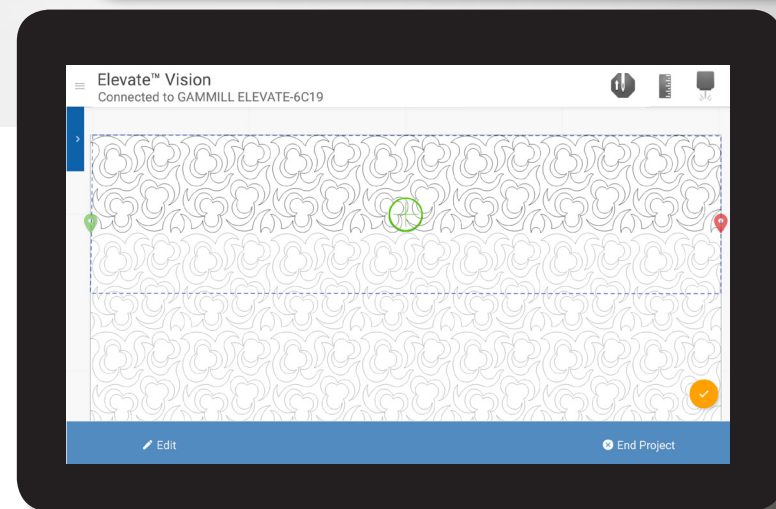 Elevate™ Vision
Connected to GAMMILL ELEVATE-6C19
Edit
End Project